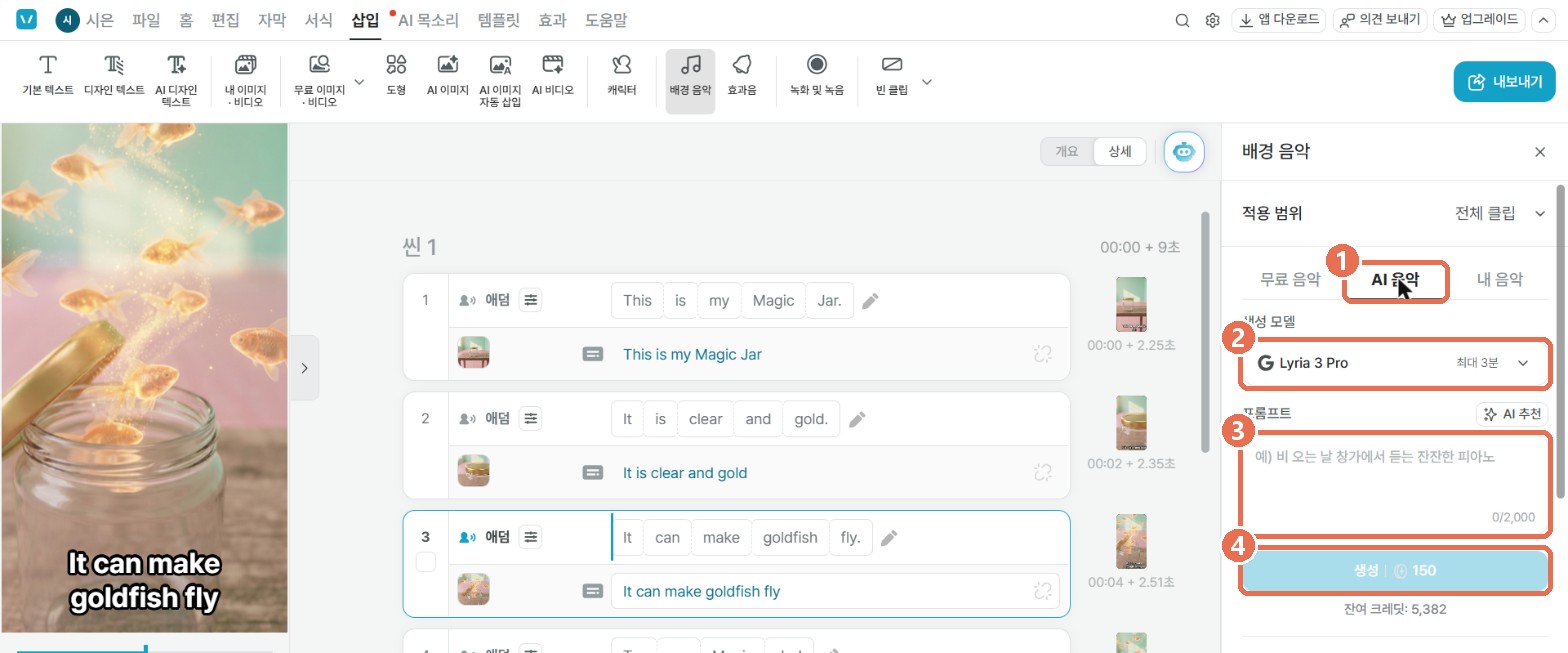 시 시은 파일 홈 편집 자막 서식 삽입 AI 목소리 템플릿 효과 도움말
앱 다운로드 의견 보내기 업그레이드
기본 텍스트 디자인 텍스트 AI 디자인 텍스트 내 이미지 · 비디오 무료 이미지 · 비디오 도형 AI 이미지 AI 이미지 자동 삽입 AI 비디오 캐릭터 배경 음악 효과음 녹화 및 녹음 빈 클립
내보내기
It can make
goldfish fly
개요 상세
씬 1 00:00 + 9초
1 애덤 This is my Magic Jar.
This is my Magic Jar
00:00 + 2.25초
2 애덤 It is clear and gold.
It is clear and gold
00:02 + 2.35초
3 애덤 It can make goldfish fly.
It can make goldfish fly
00:04 + 2.51초
배경 음악
적용 범위 전체 클립
1
무료 음악 AI 음악 내 음악
생성 모델
2
G Lyria 3 Pro 최대 3분
프롬프트 AI 추천
3
예) 비 오는 날 창가에서 듣는 잔잔한 피아노
0/2,000
4
생성 150
잔여 크레딧: 5,382